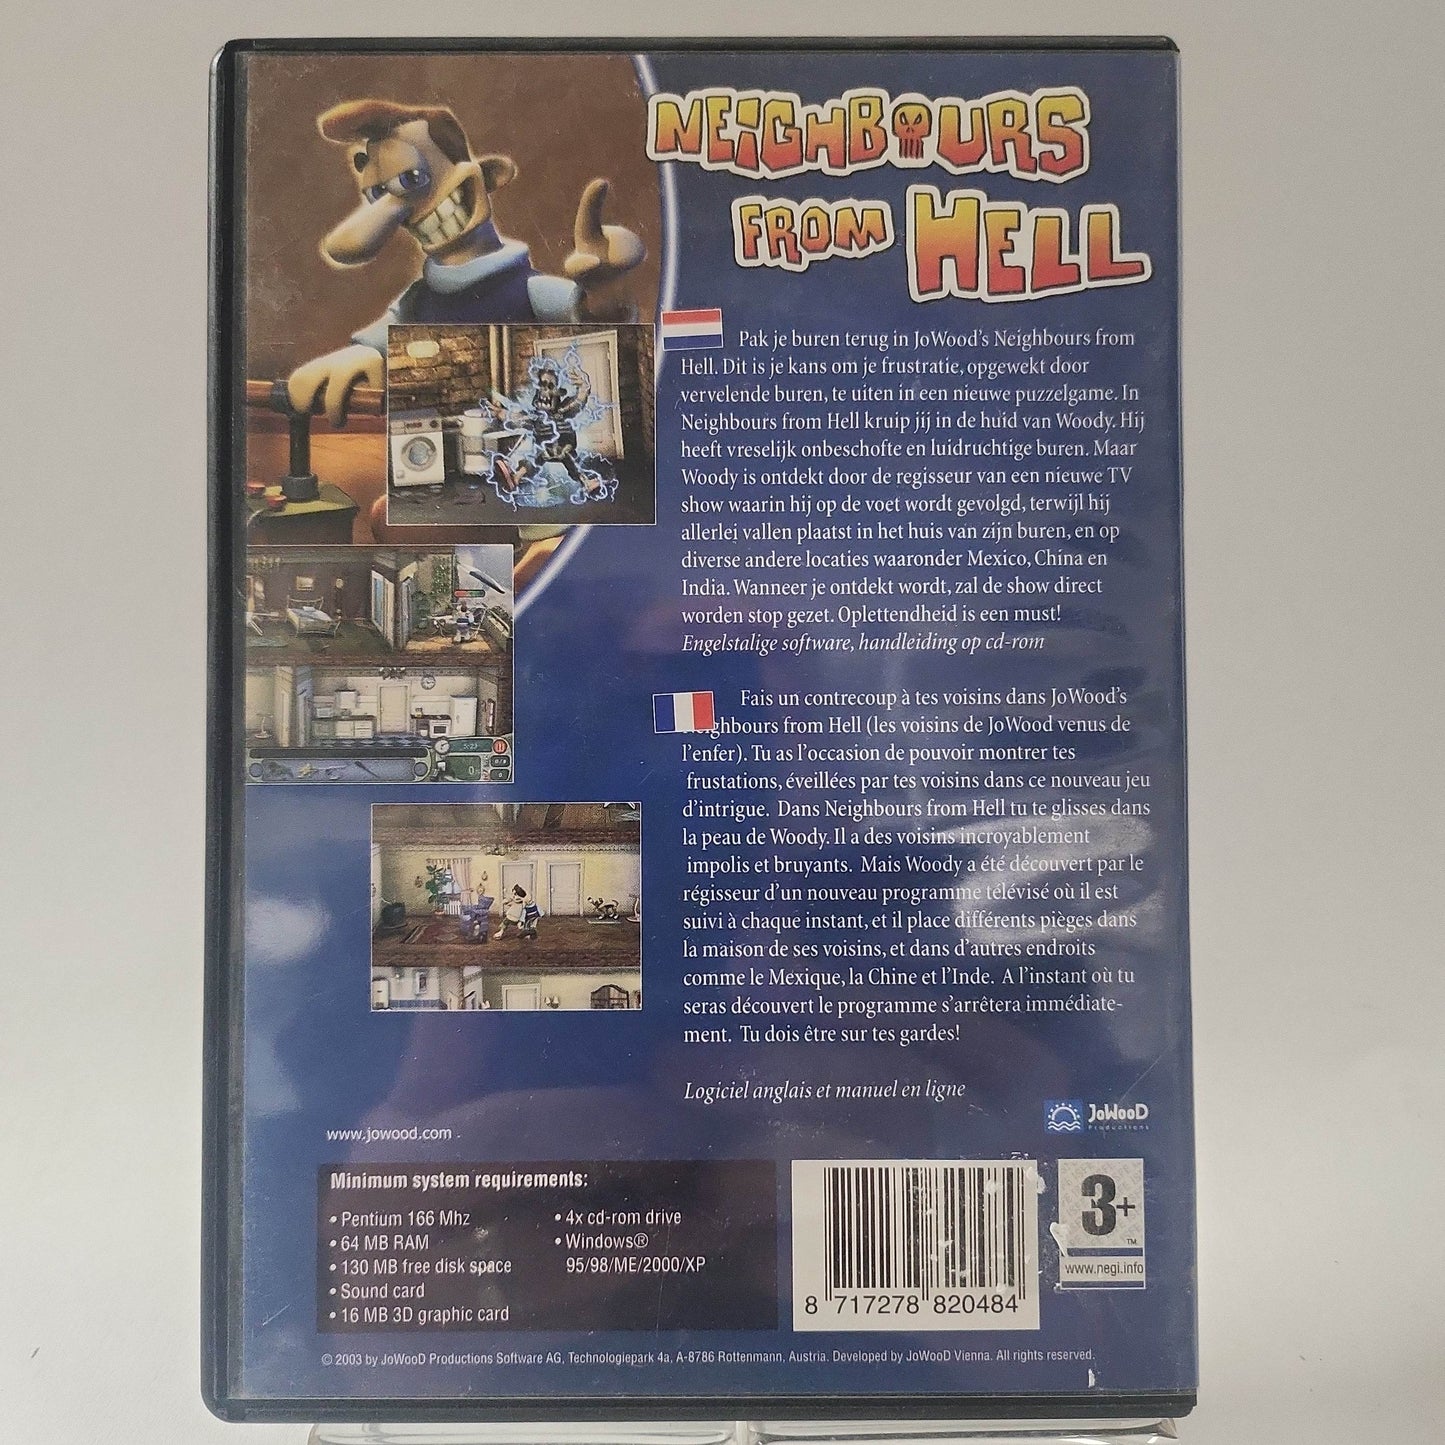 NEIGHBOURS
FROM HELL
Pak je buren terug in JoWood's Neighbours from
Hell. Dit is je kans om je frustratie, opgewekt door
vervelende buren, te uiten in een nieuwe puzzelgame. In
Neighbours from Hell kruip jij in de huid van Woody. Hij
heeft vreselijk onbeschofte en luidruchtige buren. Maar
Woody is ontdekt door de regisseur van een nieuwe TV
show waarin hij op de voet wordt gevolgd, terwijl hij
allerlei vallen plaatst in het huis van zijn buren, en op
diverse andere locaties waaronder Mexico, China en
India. Wanneer je ontdekt wordt, zal de show direct
worden stop gezet. Oplettendheid is een must!
Engelstalige software, handleiding op cd-rom
Fais un contrecoup à tes voisins dans JoWood's
Neighbours from Hell (les voisins de JoWood venus de
l'enfer). Tu as l'occasion de pouvoir montrer tes
frustations, éveillées par tes voisins dans ce nouveau jeu
d'intrigue. Dans Neighbours from Hell tu te glisses dans
la peau de Woody. Il a des voisins incroyablement
impolis et bruyants. Mais Woody a été découvert par le
régisseur d'un nouveau programme télévisé où il est
suivi à chaque instant, et il place différents pièges dans
la maison de ses voisins, et dans d'autres endroits
comme le Mexique, la Chine et l'Inde. A l'instant où tu
seras découvert le programme s'arrêtera immédiate-
ment. Tu dois être sur tes gardes!
Logiciel anglais et manuel en ligne
JoWooD
Productions
www.jowood.com
Minimum system requirements:
• Pentium 166 Mhz
• 64 MB RAM
• 130 MB free disk space
• Sound card
• 16 MB 3D graphic card
• 4x cd-rom drive
• Windows®
95/98/ME/2000/XP
8 717278 820484
3+
TM
www.pegi.info
© 2003 by JoWooD Productions Software AG, Technologiepark 4a, A-8786 Rottenmann, Austria. Developed by JoWooD Vienna. All rights reserved.